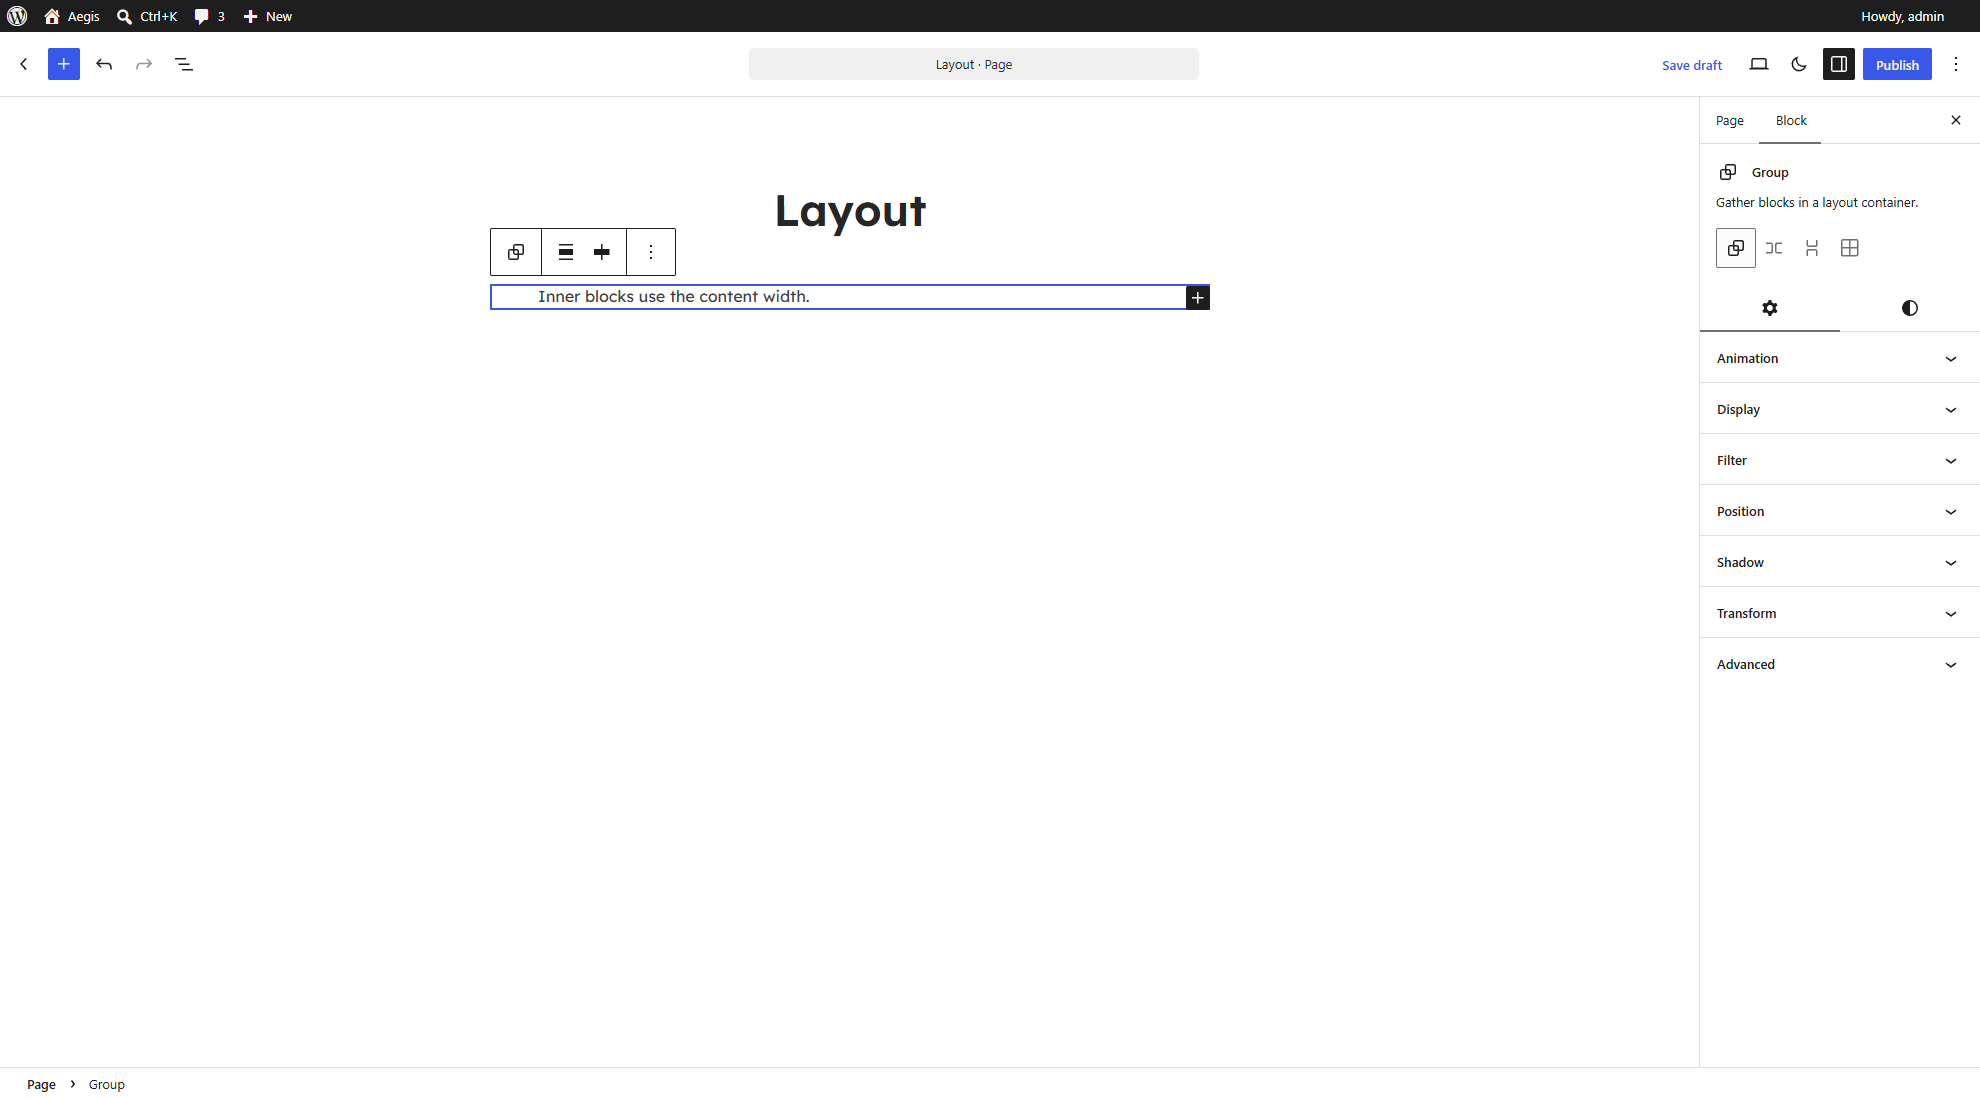 Aegis
Ctrl+K
3
New
Howdy, admin
Layout · Page
Save draft
Publish
Page
Block
Group
Gather blocks in a layout container.
Layout
Inner blocks use the content width.
Animation
Display
Filter
Position
Shadow
Transform
Advanced
Page
Group